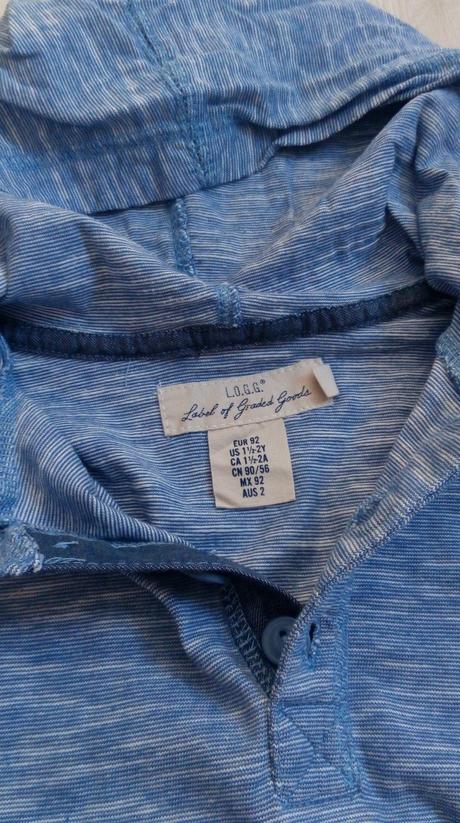 L.O.G.G.®
Label of Graded Goods
EUR 92
US 1½-2Y
CA 1½-2A
CN 90/56
MX 92
AUS 2